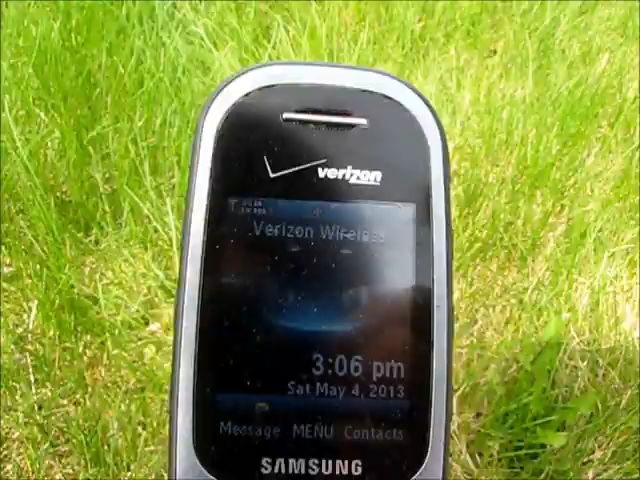 verizon
Verizon Wireless
3:06 pm
Sat May 4, 2013
Message MENU Contacts
SAMSUNG